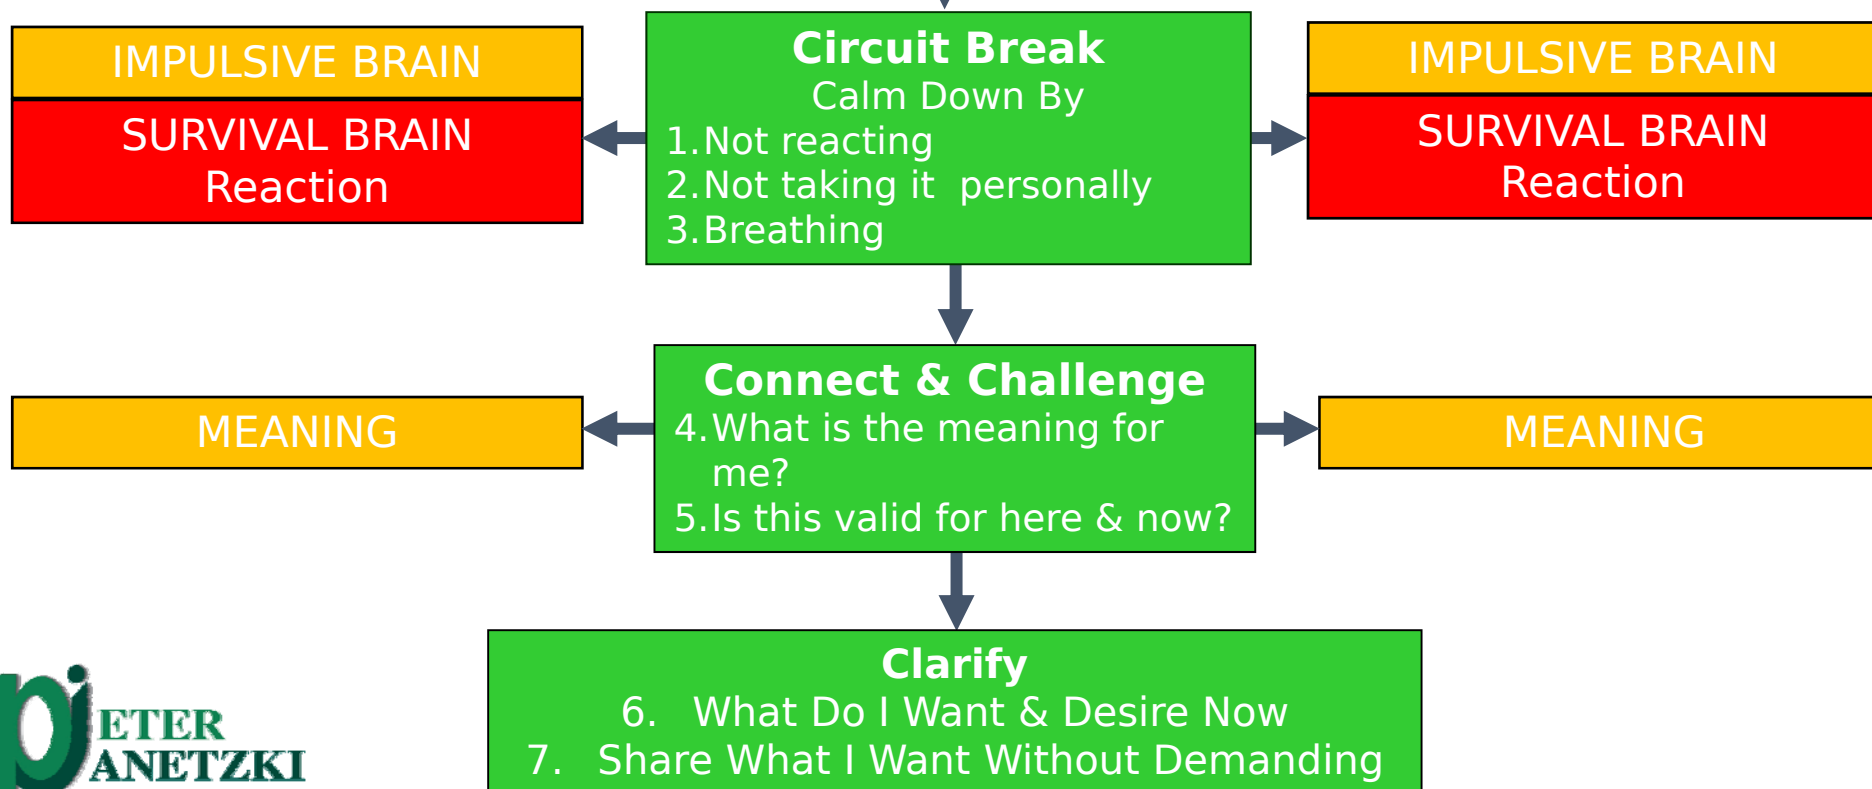 IMPULSIVE BRAIN
SURVIVAL BRAIN
Reaction
Circuit Break
Calm Down By
1. Not reacting
2. Not taking it  personally
3. Breathing
IMPULSIVE BRAIN
SURVIVAL BRAIN
Reaction
MEANING
Connect & Challenge
4. What is the meaning for
me?
5. Is this valid for here & now?
MEANING
Clarify
6. What Do I Want & Desire Now
7. Share What I Want Without Demanding
PJ
ETER
ANETZKI